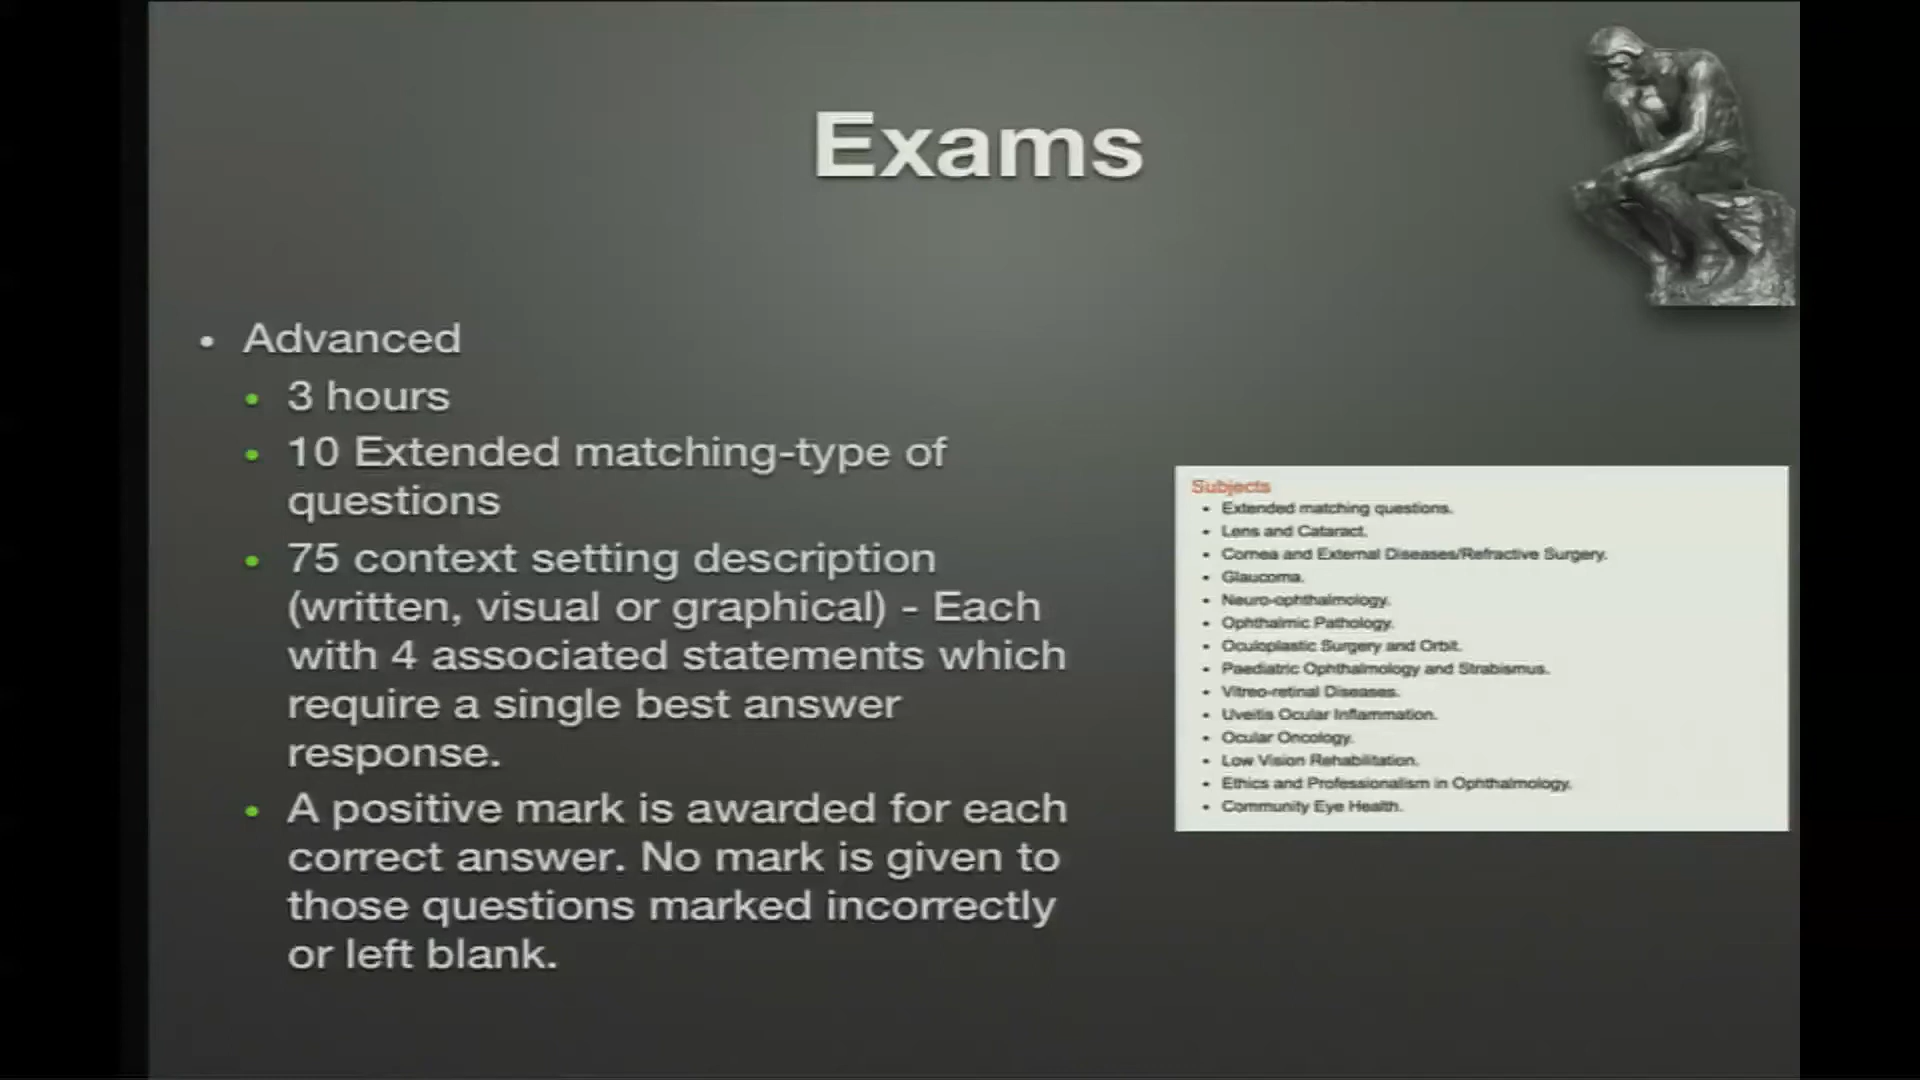 Exams
• Advanced
• 3 hours
• 10 Extended matching-type of
questions
• 75 context setting description
(written, visual or graphical) - Each
with 4 associated statements which
require a single best answer
response.
• A positive mark is awarded for each
correct answer. No mark is given to
those questions marked incorrectly
or left blank.
Subjects
• Extended matching questions.
• Lens and Cataract.
• Cornea and External Diseases/Refractive Surgery.
• Glaucoma.
• Neuro-ophthalmology.
• Ophthalmic Pathology.
• Oculoplastic Surgery and Orbit.
• Paediatric Ophthalmology and Strabismus.
• Vitreo-retinal Diseases.
• Uveitis Ocular Inflammation.
• Ocular Oncology.
• Low Vision Rehabilitation.
• Ethics and Professionalism in Ophthalmology.
• Community Eye Health.